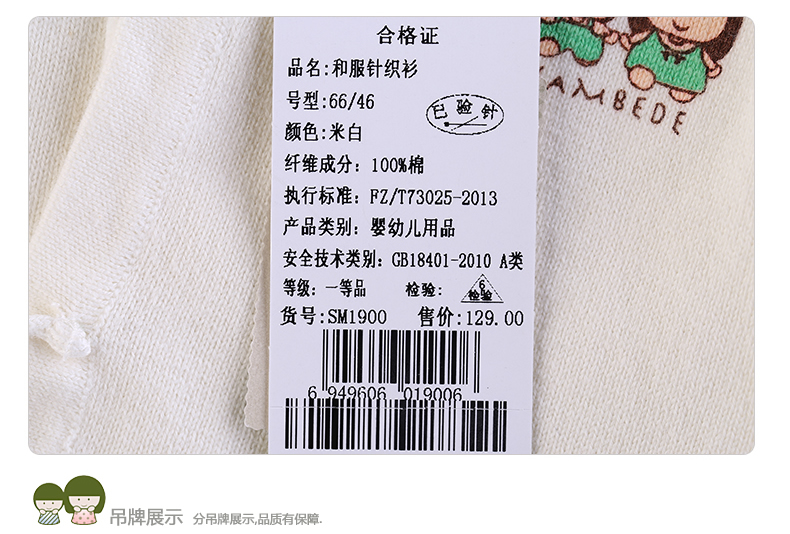 合格证
品名:和服针织衫
号型:66/46
已验针
颜色:米白
纤维成分: 100%棉
执行标准: FZ/T73025-2013
产品类别: 婴幼儿用品
安全技术类别: GB18401-2010 A类
等级: 一等品 检验: 6 检验
货号:SM1900 售价:129.00
6 949606 019006
AMBEDE
吊牌展示 分吊牌展示,品质有保障.